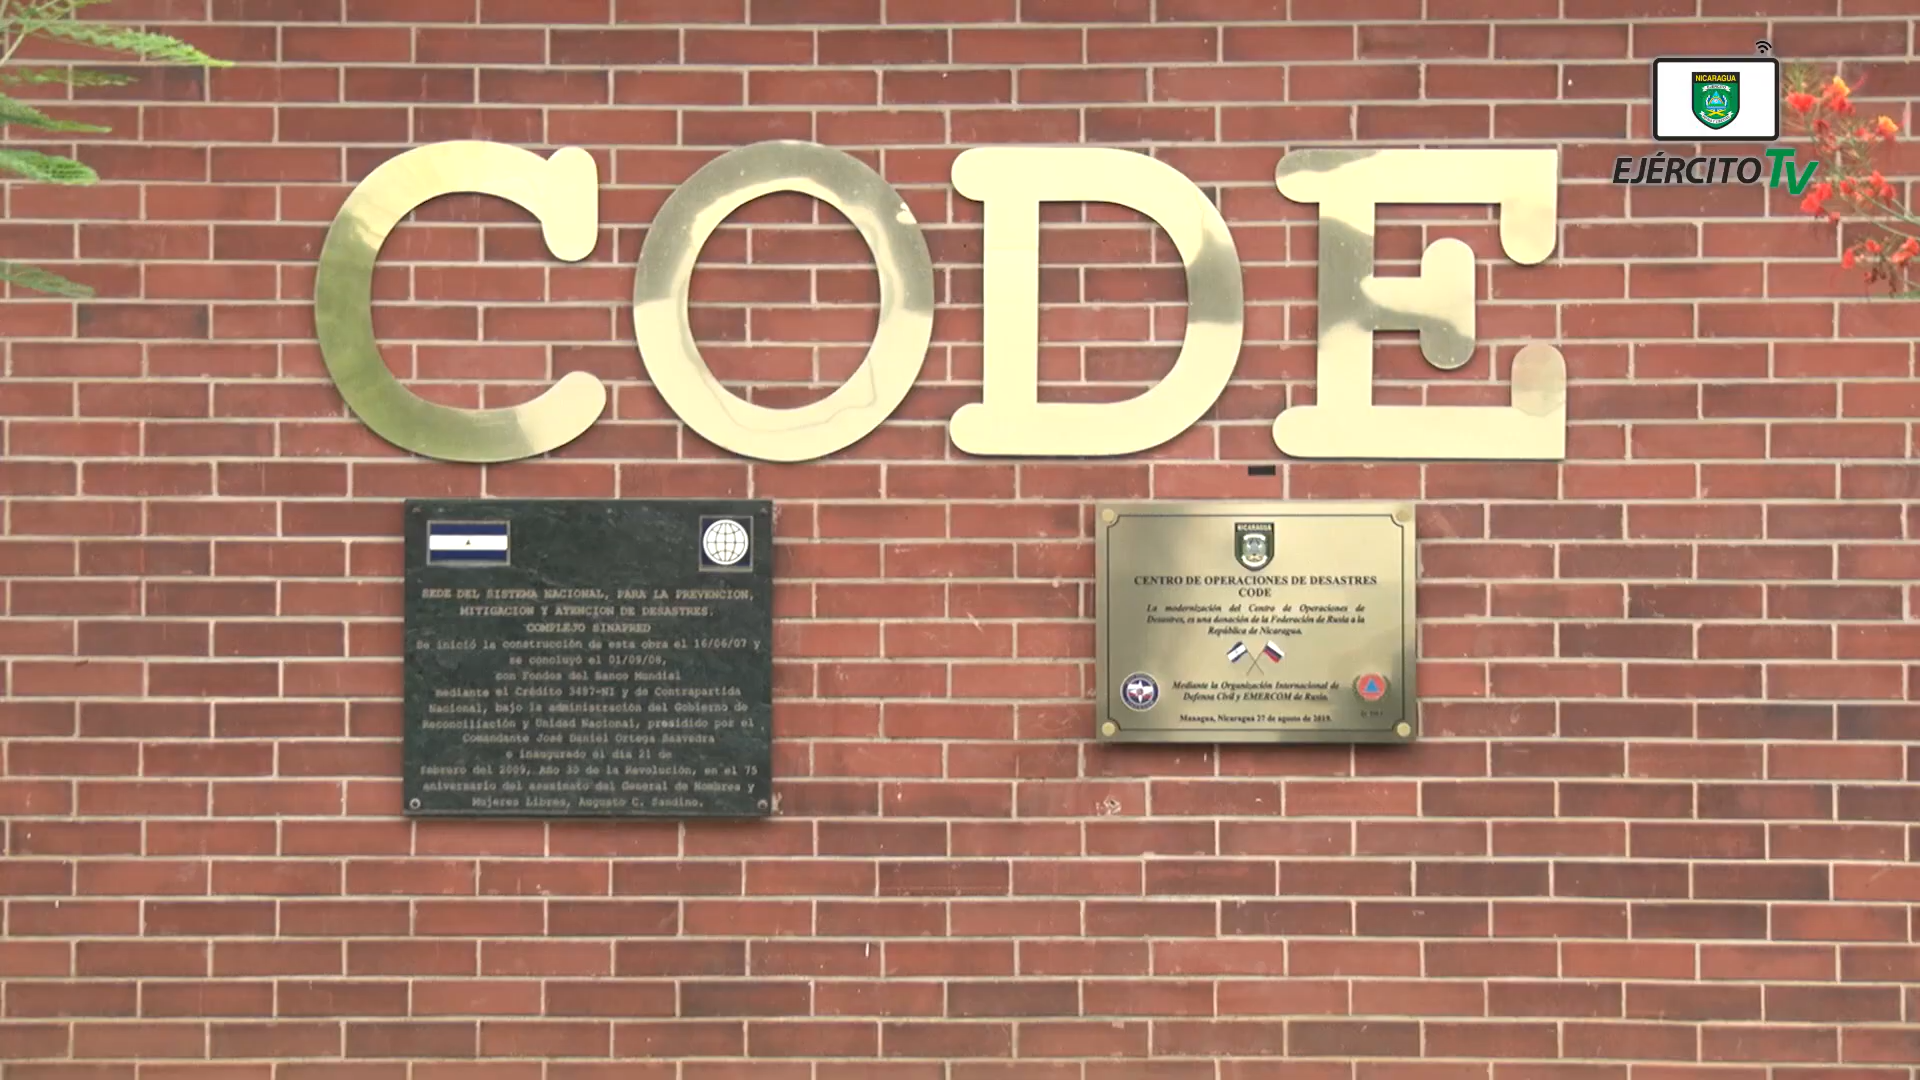 NICARAGUA
EJÉRCITO TV
CODE
SEDE DEL SISTEMA NACIONAL, PARA LA PREVENCION,
MITIGACION Y ATENCION DE DESASTRES.
COMPLEJO SINAPRED
Se inició la construcción de esta obra el 16/06/07 y
se concluyó el 01/09/08,
con Fondos del Banco Mundial
mediante el Crédito 3487-NI y de Contrapartida
Nacional, bajo la administración del Gobierno de
Reconciliación y Unidad Nacional, presidido por el
Comandante José Daniel Ortega Saavedra
e inaugurado el día 21 de
febrero del 2009, Año 30 de la Revolución, en el 75
aniversario del asesinato del General de Hombres y
Mujeres Libres, Augusto C. Sandino.
NICARAGUA
CENTRO DE OPERACIONES DE DESASTRES
CODE
La modernización del Centro de Operaciones de
Desastres, es una donación de la Federación de Rusia a la
República de Nicaragua.
Mediante la Organización Internacional de
Defensa Civil y EMERCOM de Rusia.
Managua, Nicaragua 27 de agosto de 2019.